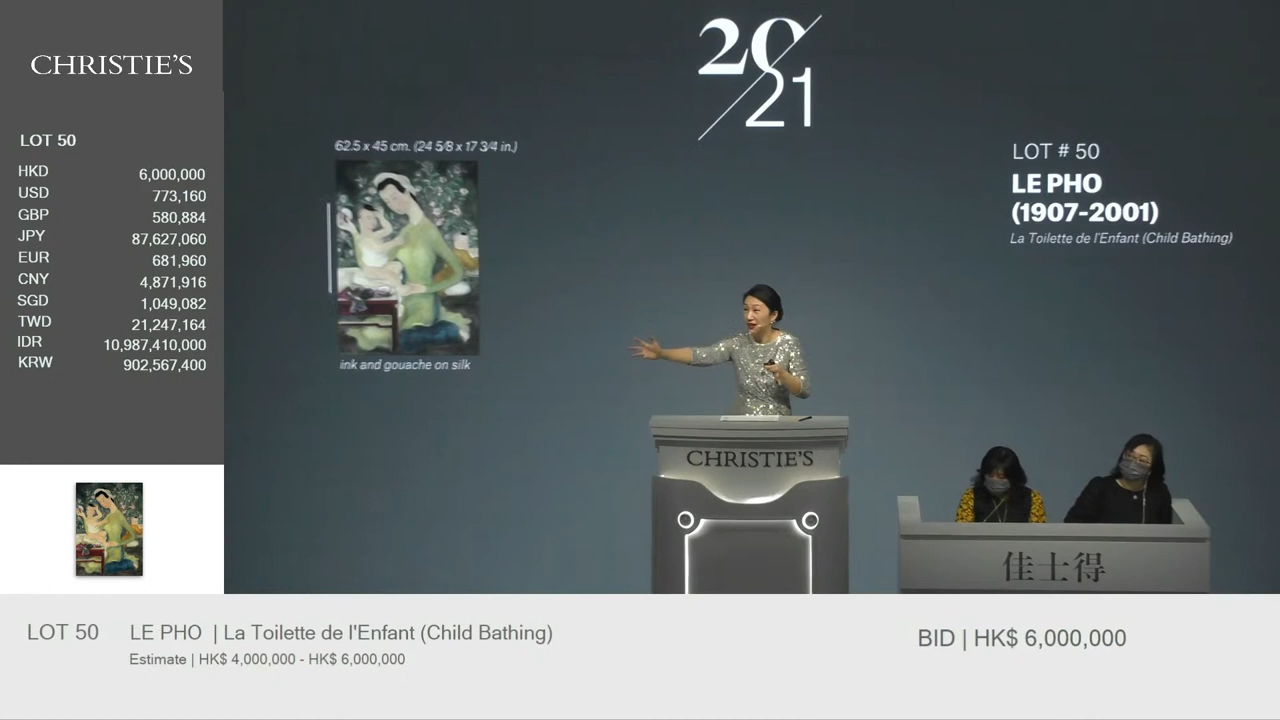 CHRISTIE'S
LOT 50
HKD 6,000,000
USD 773,160
GBP 580,884
JPY 87,627,060
EUR 681,960
CNY 4,871,916
SGD 1,049,082
TWD 21,247,164
IDR 10,987,410,000
KRW 902,567,400
20
21
62.5 x 45 cm. (24 5/8 x 17 3/4 in.)
ink and gouache on silk
LOT # 50
LE PHO
(1907-2001)
La Toilette de l'Enfant (Child Bathing)
CHRISTIE'S
佳士得
LOT 50 LE PHO | La Toilette de l'Enfant (Child Bathing)
Estimate | HK$ 4,000,000 - HK$ 6,000,000
BID | HK$ 6,000,000